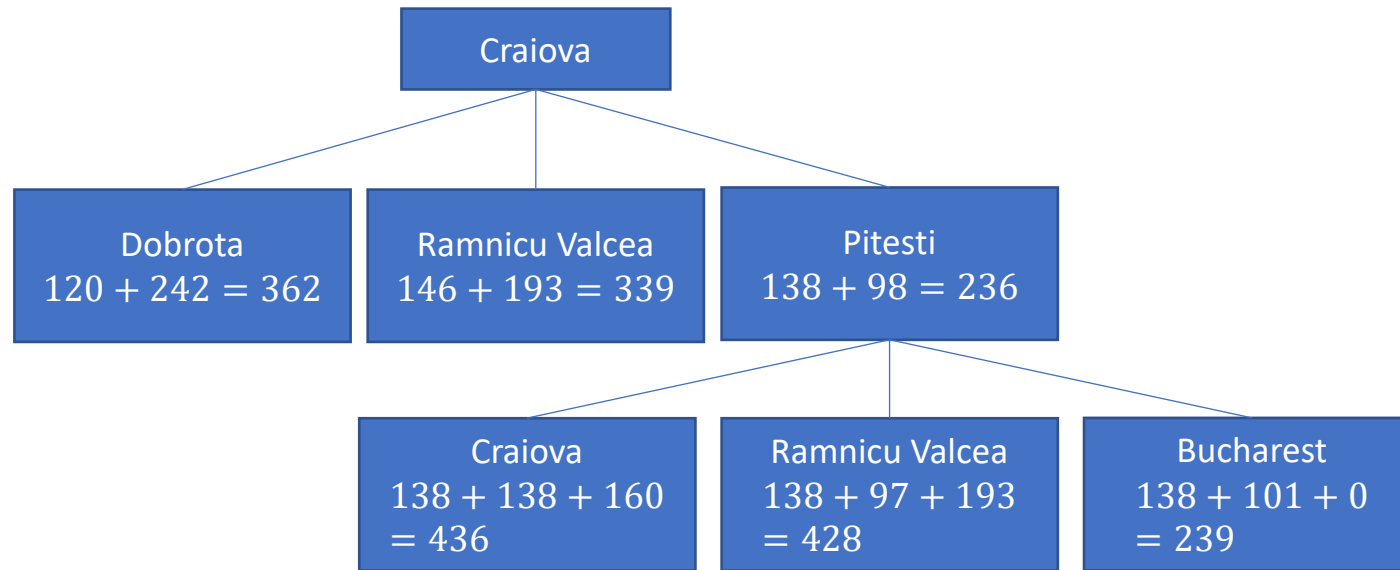 Craiova
Dobrota
120 + 242 = 362
Ramnicu Valcea
146 + 193 = 339
Pitesti
138 + 98 = 236
Craiova
138 + 138 + 160
= 436
Ramnicu Valcea
138 + 97 + 193
= 428
Bucharest
138 + 101 + 0
= 239